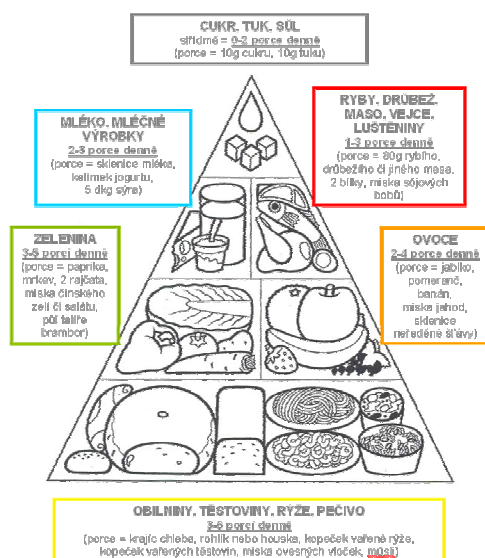 CUKR, TUK, SŮL
střídmě = 0-2 porce denně
(porce = 10g cukru, 10g tuku)
MLÉKO, MLÉČNÉ
VÝROBKY
2-3 porce denně
(porce = sklenice mléka,
kelímek jogurtu,
5 dkg sýra)
RYBY, DRŮBEŽ,
MASO, VEJCE,
LUŠTĚNINY
1-3 porce denně
(porce = 80g rybího,
drůbežího či jiného masa,
2 bílky, miska sójových
bobů)
ZELENINA
3-5 porcí denně
(porce = paprika,
mrkev, 2 rajčata,
miska čínského
zelí či salátu,
půl talíře
brambor)
OVOCE
2-4 porce denně
(porce = jablko,
pomeranč,
banán,
miska jahod,
sklenice
neředěné šťávy)
OBILNINY, TĚSTOVINY, RÝŽE, PEČIVO
3-6 porcí denně
(porce = krajíc chleba, rohlík nebo houska, kopeček vařené rýže,
kopeček vařených těstovin, miska ovesných vloček, müsli)